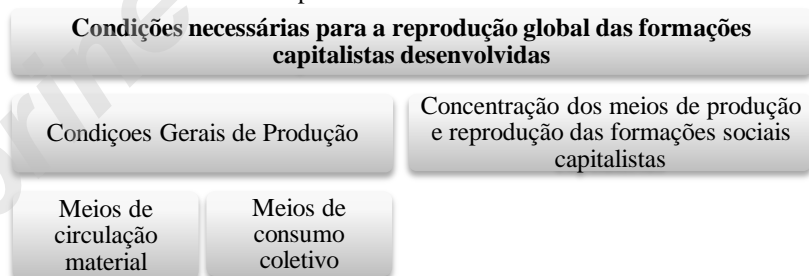 Condições necessárias para a reprodução global das formações
capitalistas desenvolvidas
Condiçoes Gerais de Produção
Concentração dos meios de produção
e reprodução das formações sociais
capitalistas
Meios de
circulação
material
Meios de
consumo
coletivo